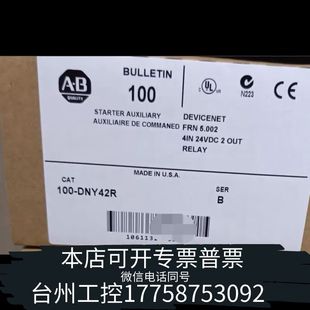 A-B
QUALITY
BULLETIN
100
UL
N223
STARTER AUXILIARY
AUXILIAIRE DE COMMANED
DEVICENET
FRN 5.002
4IN 24VDC 2 OUT
RELAY
MADE IN U.S.A.
CAT
100-DNY42R
SER
B
本店可开专票普票
微信电话同号
台州工控17758753092